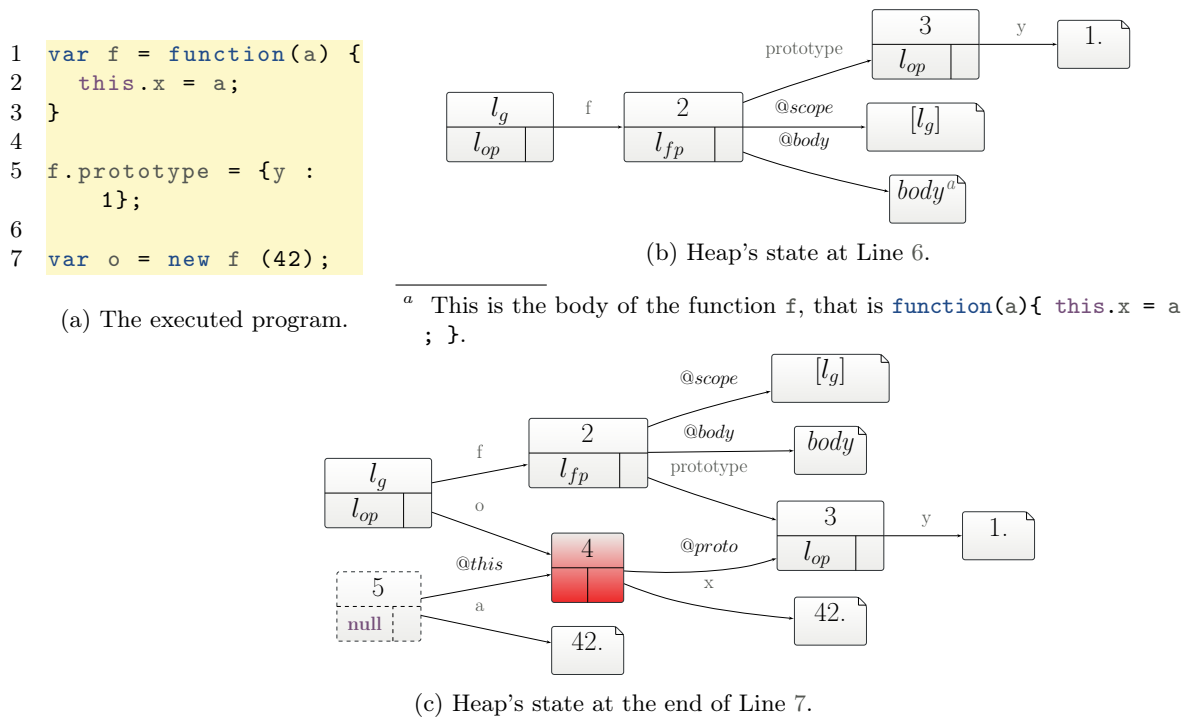 1 var f = function(a) {
2 this.x = a;
3 }
4
5 f.prototype = {y :
1};
6
7 var o = new f (42);
(a) The executed program.
l_g
l_op
f
2
l_fp
prototype
@scope
@body
3
l_op
y
1.
[l_g]
body^a
(b) Heap's state at Line 6.
a This is the body of the function f, that is function(a){ this.x = a
; }.
l_g
l_op
f
o
2
l_fp
@scope
@body
prototype
[l_g]
body
3
l_op
y
1.
5
null
@this
a
4
@proto
x
42.
42.
(c) Heap's state at the end of Line 7.